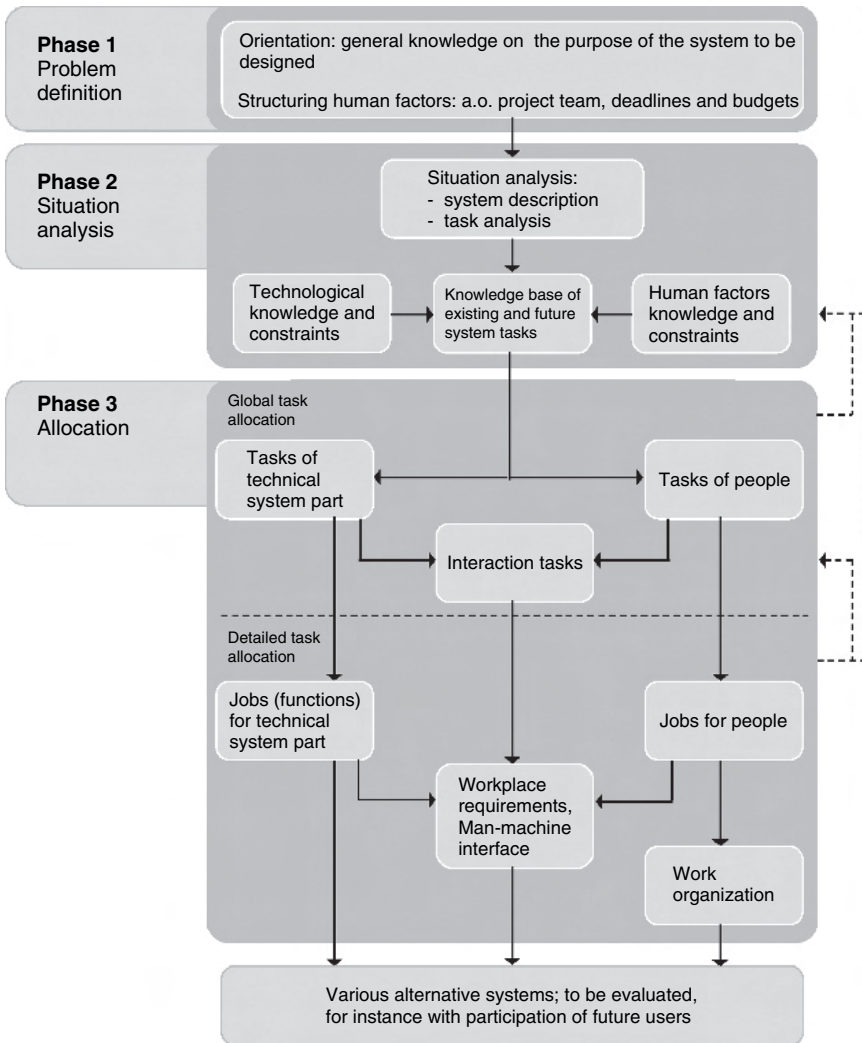 Phase 1
Problem
definition
Orientation: general knowledge on the purpose of the system to be
designed
Structuring human factors: a.o. project team, deadlines and budgets
Phase 2
Situation
analysis
Situation analysis:
- system description
- task analysis
Technological
knowledge and
constraints
Knowledge base of
existing and future
system tasks
Human factors
knowledge and
constraints
Phase 3
Allocation
Global task
allocation
Tasks of
technical
system part
Tasks of people
Interaction tasks
Detailed task
allocation
Jobs (functions)
for technical
system part
Jobs for people
Workplace
requirements,
Man-machine
interface
Work
organization
Various alternative systems; to be evaluated,
for instance with participation of future users